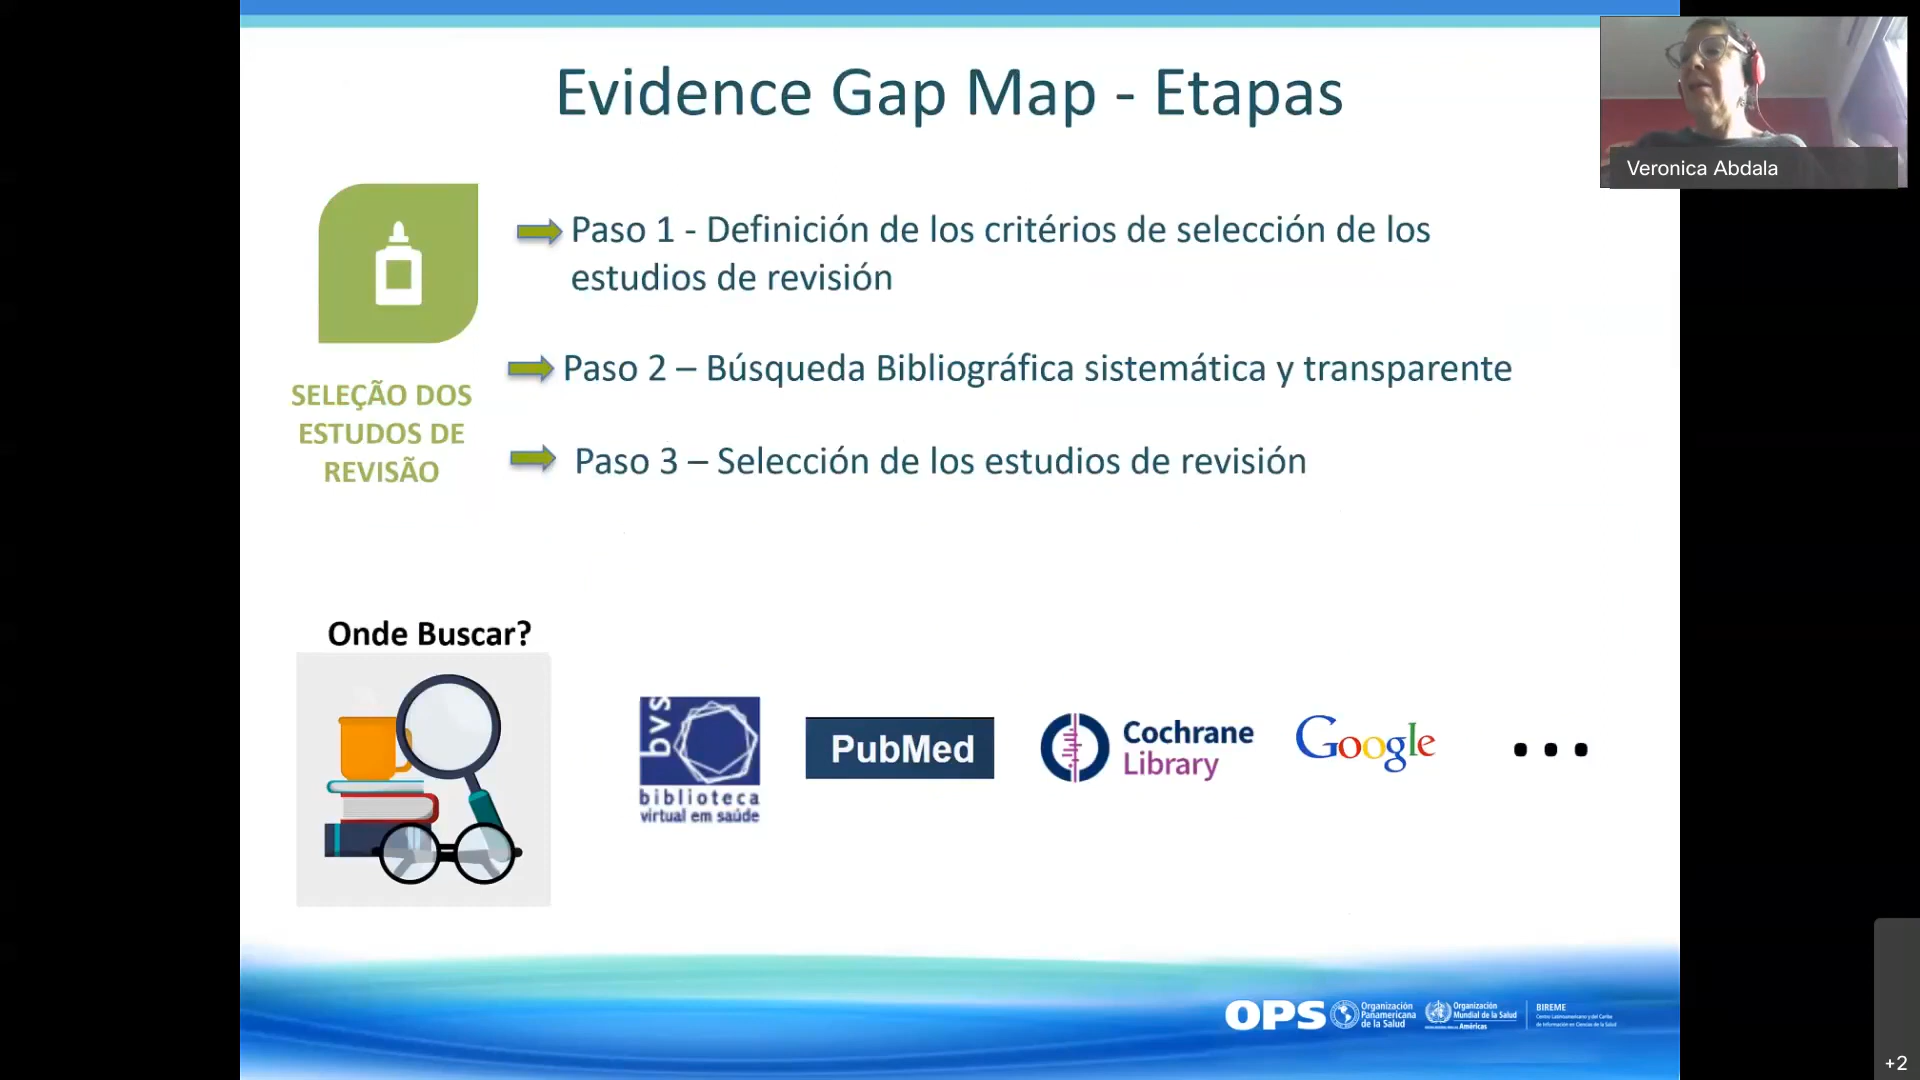 Evidence Gap Map - Etapas
Veronica Abdala
Paso 1 - Definición de los critérios de selección de los
estudios de revisión
Paso 2 – Búsqueda Bibliográfica sistemática y transparente
SELEÇÃO DOS
ESTUDOS DE
REVISÃO
Paso 3 – Selección de los estudios de revisión
Onde Buscar?
bvs
biblioteca
virtual em saúde
PubMed
Cochrane
Library
Google
...
OPS
Organización
Panamericana
de la Salud
Organización
Mundial de la Salud
Américas
BIREME
Centro Latinoamericano y del Caribe
de Información en Ciencias de la Salud
+2